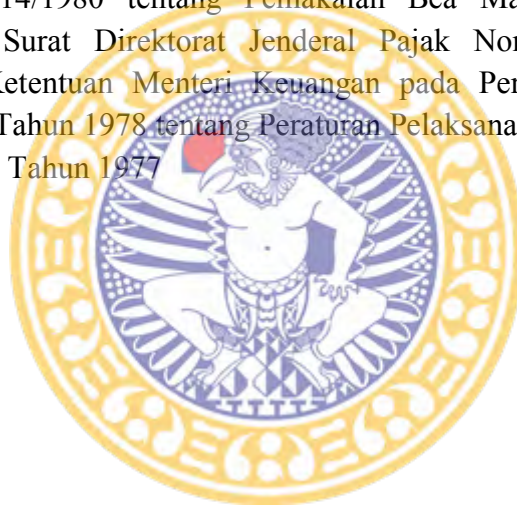 14/1980 tentang Pemakaian Bea Ma
Surat Direktorat Jenderal Pajak Nor
Ketentuan Menteri Keuangan pada Per
Tahun 1978 tentang Peraturan Pelaksana
Tahun 1977